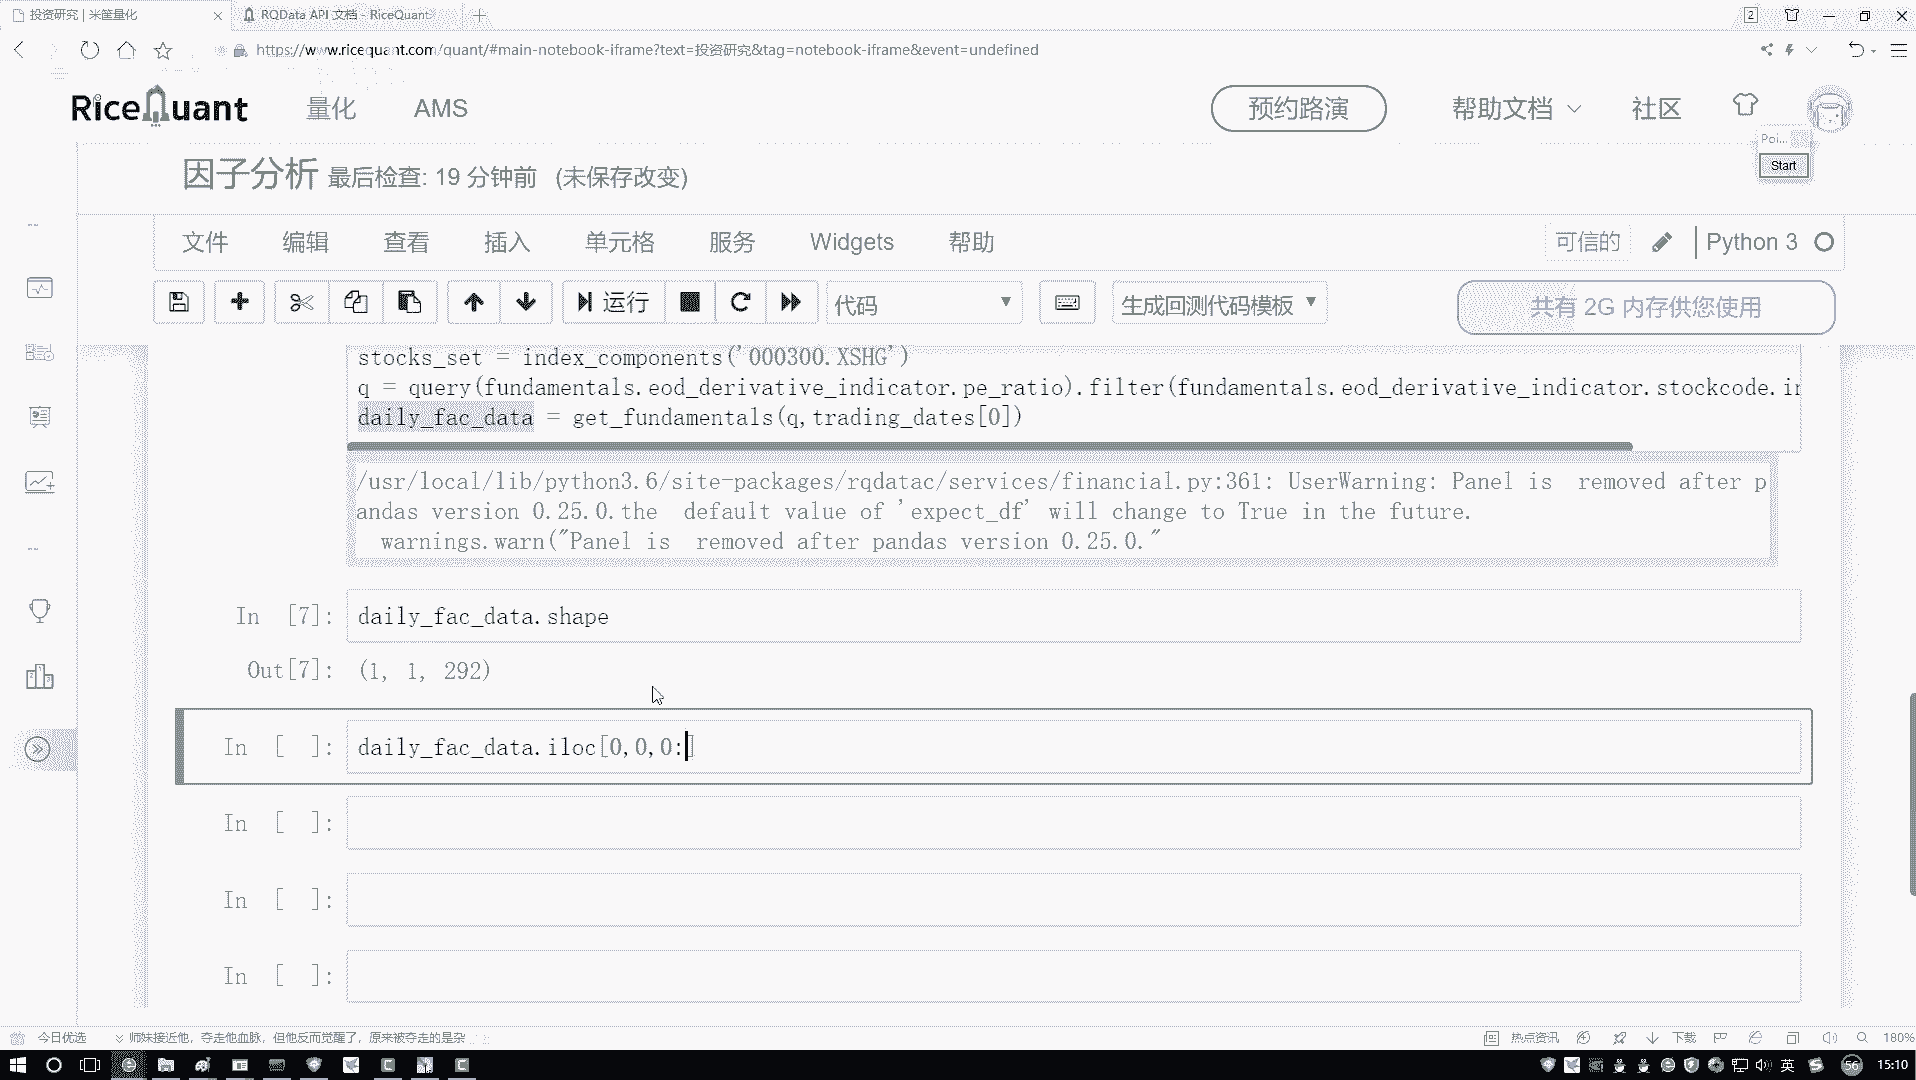 投资研究 | 米筐量化
RQData API 文档 - RiceQuant
2
https://www.ricequant.com/quant/#main-notebook-iframe?text=投资研究&tag=notebook-iframe&event=undefined
RiceQuant 量化 AMS 预约路演 帮助文档 社区
Poi...
Start
因子分析 最后检查: 19 分钟前 (未保存改变)
文件 编辑 查看 插入 单元格 服务 Widgets 帮助 可信的 Python 3
运行 代码 生成回测代码模板 共有 2G 内存供您使用
stocks_set = index_components('000300.XSHG')
q = query(fundamentals.eod_derivative_indicator.pe_ratio).filter(fundamentals.eod_derivative_indicator.stockcode.in
daily_fac_data = get_fundamentals(q,trading_dates[0])
/usr/local/lib/python3.6/site-packages/rqdatac/services/financial.py:361: UserWarning: Panel is  removed after p
andas version 0.25.0.the  default value of 'expect_df' will change to True in the future.
warnings.warn("Panel is  removed after pandas version 0.25.0."
In [7]: daily_fac_data.shape
Out[7]: (1, 1, 292)
In [ ]: daily_fac_data.iloc[0,0,0:]
In [ ]:
In [ ]:
In [ ]:
今日优选 师妹接近他，夺走他血脉，但他反而觉醒了，原来被夺走的是杂 热点资讯 下载 180%
英 56 15:10